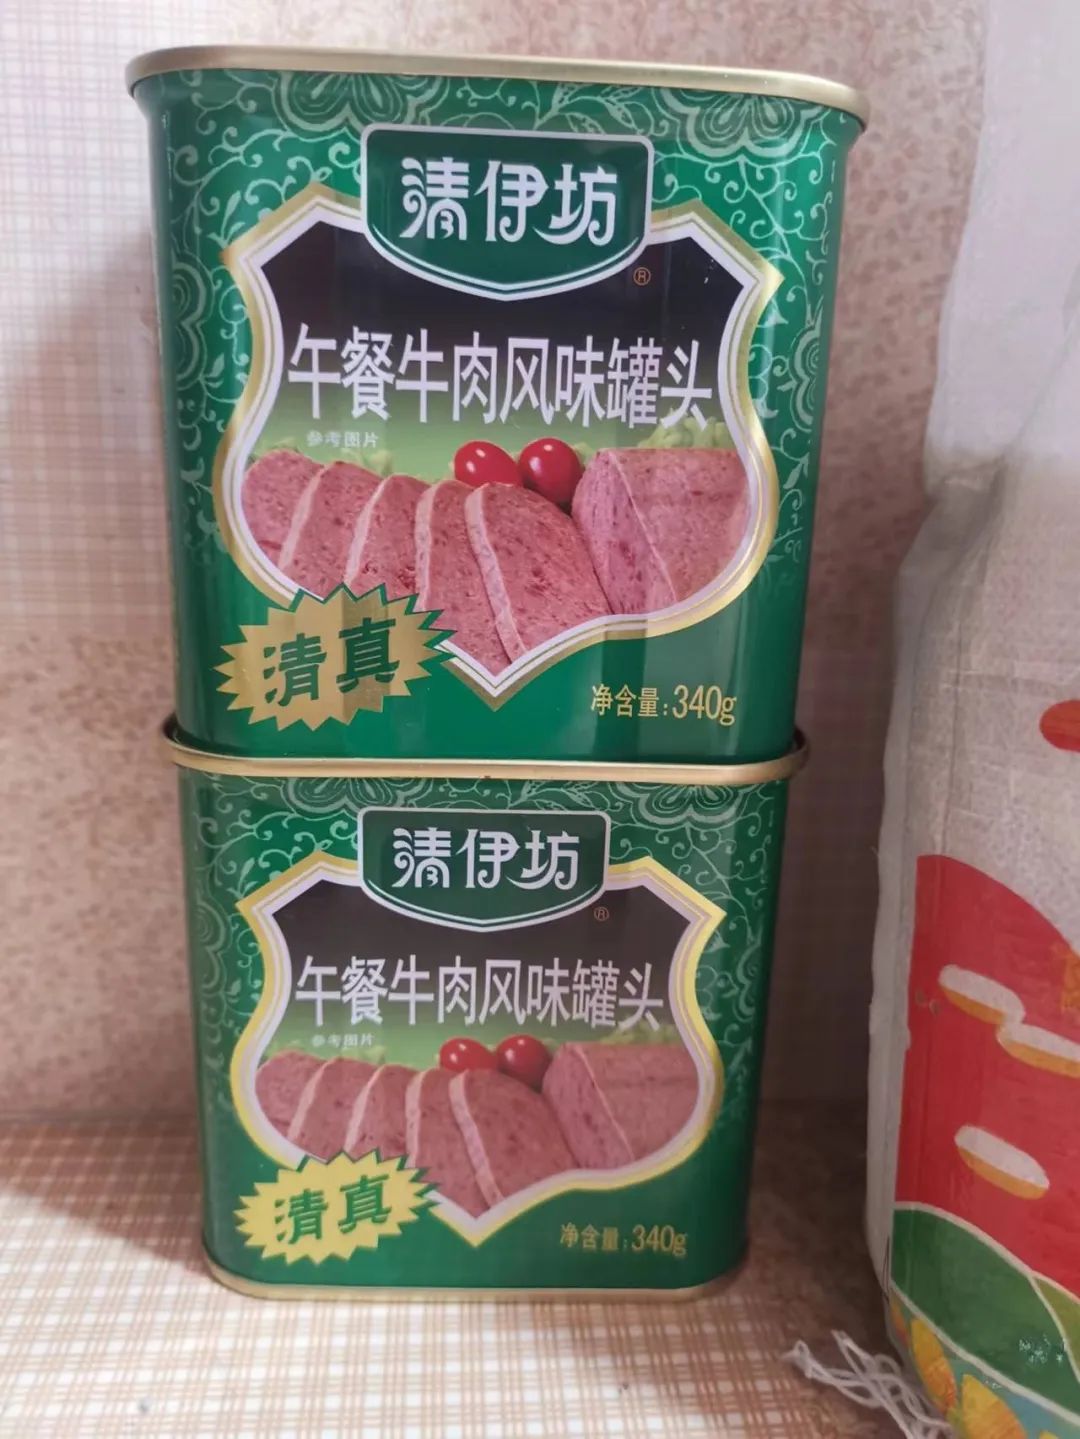 清伊坊
®
午餐牛肉风味罐头
参考图片
清真
净含量:340g
清伊坊
®
午餐牛肉风味罐头
参考图片
清真
净含量:340g